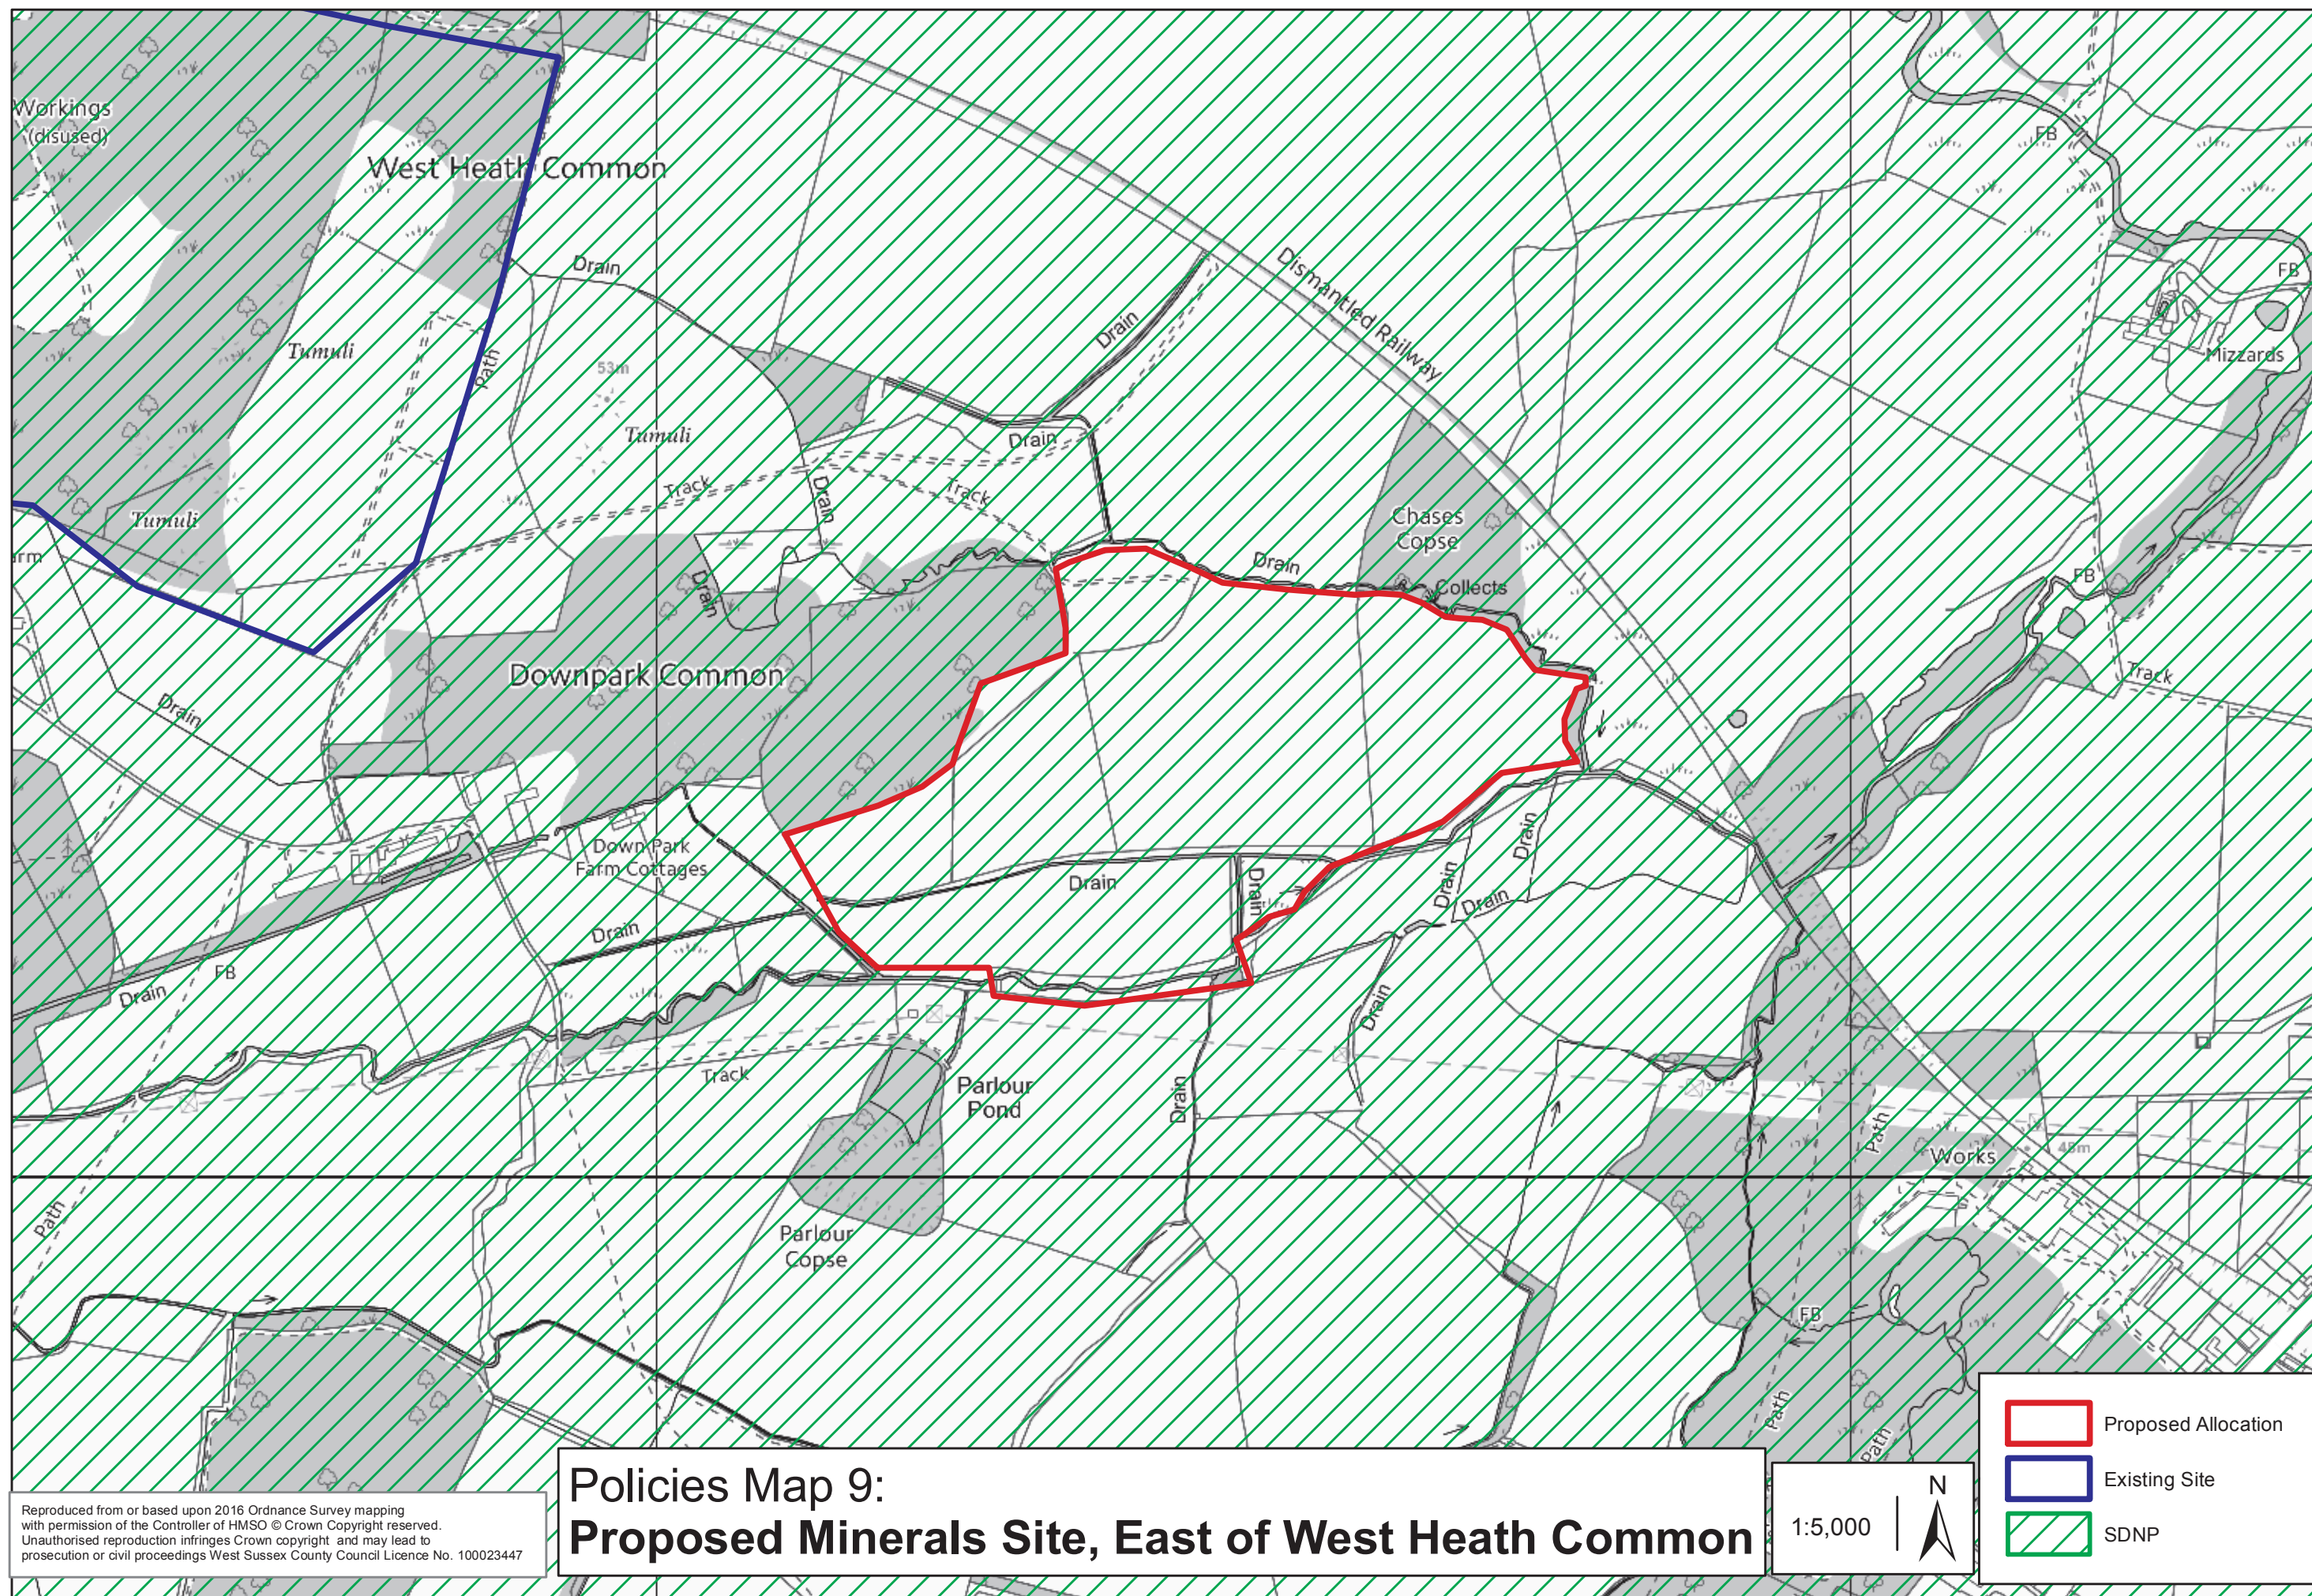 Workings
(disused)
West Heath Common
FB
Drain
Dismantled Railway
FB
Drain
Mizzards
Tumuli
Path
53m
Tumuli
Drain
Track
Drain
Track
Tumuli
Chases
Copse
arm
Drain
Drain
Collects
FB
Downpark Common
Track
Drain
Down Park
Farm Cottages
Drain
Drain
Drain
Drain
Drain
Drain
FB
Drain
Drain
Track
Parlour
Pond
Drain
Path
Works
48m
Path
Parlour
Copse
FB
Path
Path
Policies Map 9:
Proposed Minerals Site, East of West Heath Common
1:5,000
N
Proposed Allocation
Existing Site
SDNP
Reproduced from or based upon 2016 Ordnance Survey mapping
with permission of the Controller of HMSO © Crown Copyright reserved.
Unauthorised reproduction infringes Crown copyright and may lead to
prosecution or civil proceedings West Sussex County Council Licence No. 100023447